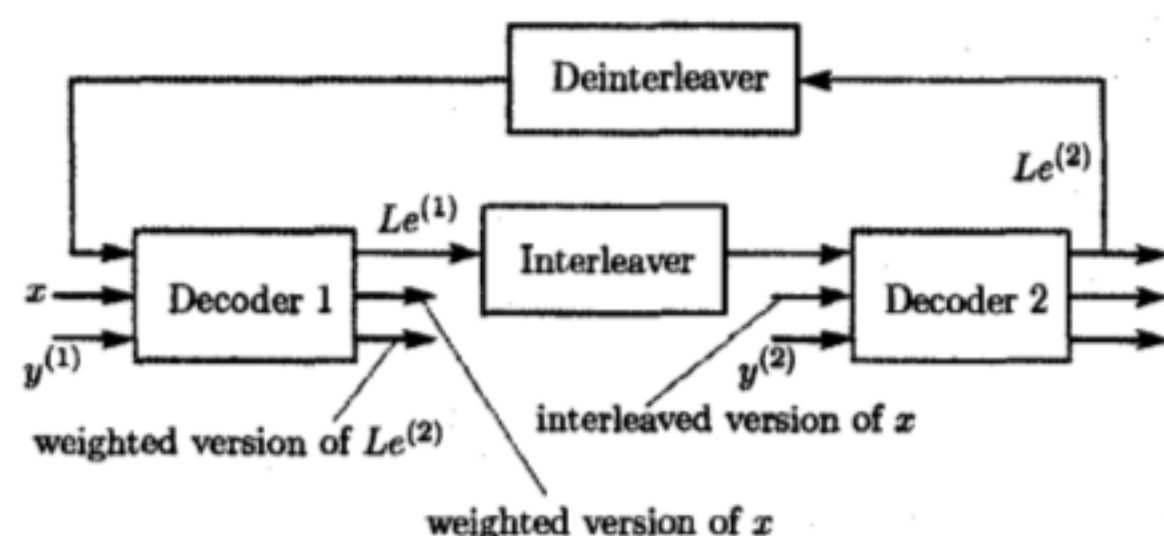 Deinterleaver
Le^{(2)}
Le^{(1)}
Interleaver
x
Decoder 1
Decoder 2
y^{(1)}
y^{(2)}
weighted version of Le^{(2)}
interleaved version of x
weighted version of x